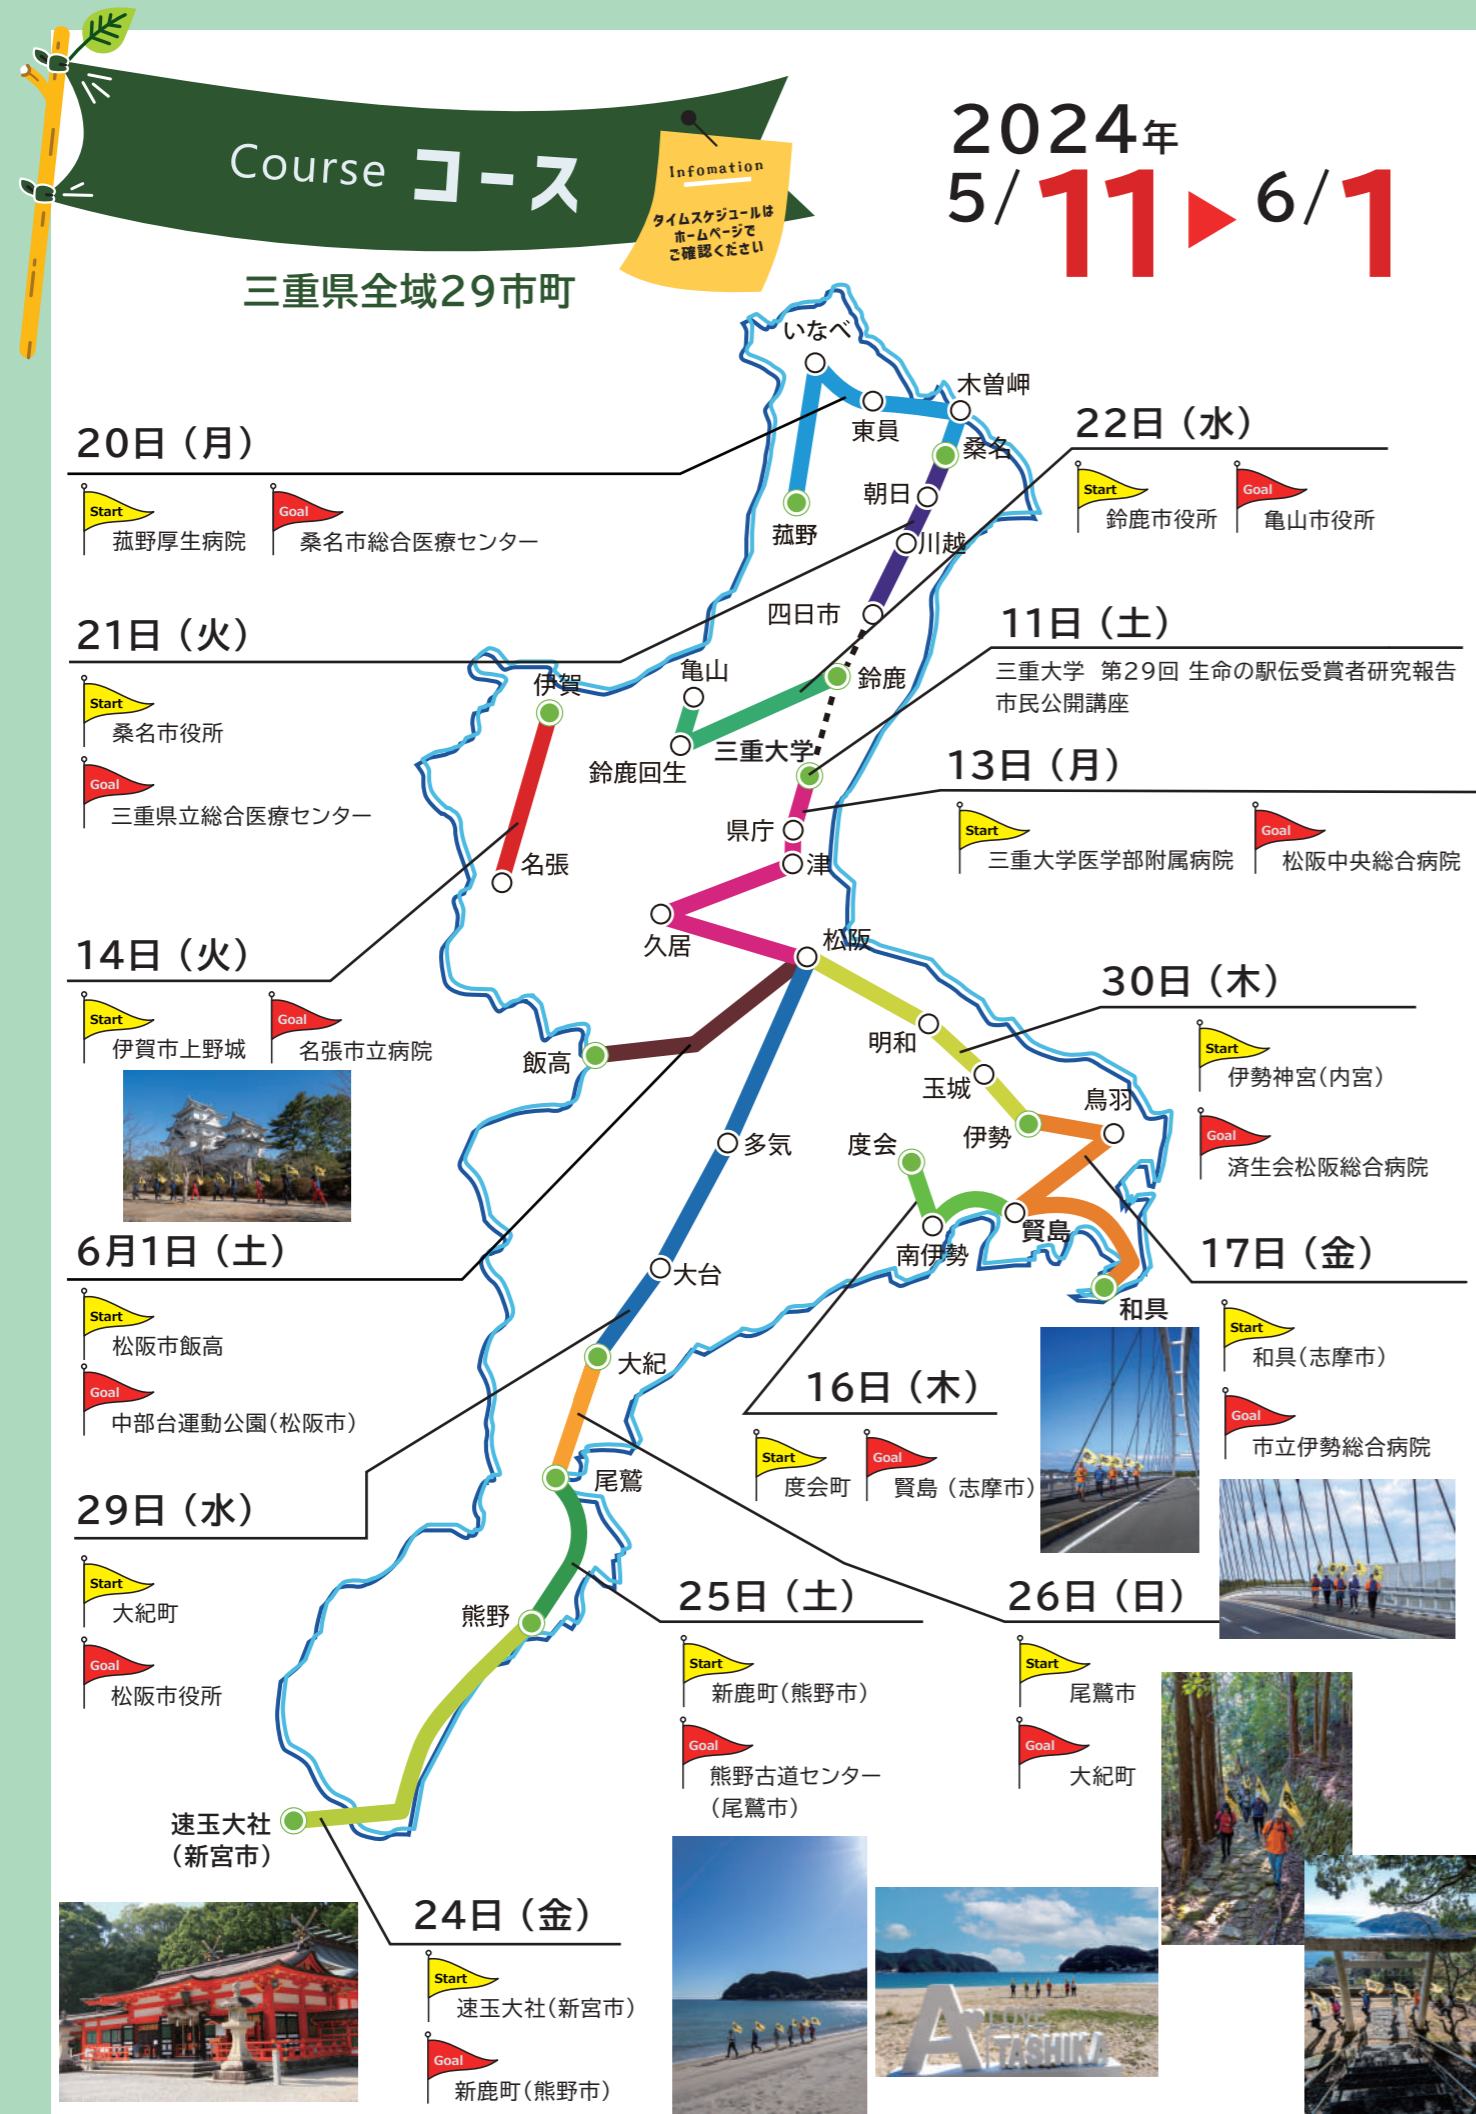 Course コース
Infomation
タイムスケジュールは
ホームページで
ご確認ください
2024年
5/11 ▶ 6/1
三重県全域29市町
いなべ
木曽岬
東員
桑名
朝日
菰野
川越
四日市
亀山
鈴鹿
伊賀
鈴鹿回生
三重大学
県庁
津
名張
久居
松阪
明和
飯高
玉城
鳥羽
伊勢
多気
度会
賢島
南伊勢
大台
和具
大紀
尾鷲
熊野
速玉大社
（新宮市）
20日（月）
Start
菰野厚生病院
Goal
桑名市総合医療センター
22日（水）
Start
鈴鹿市役所
Goal
亀山市役所
21日（火）
Start
桑名市役所
Goal
三重県立総合医療センター
11日（土）
三重大学 第29回 生命の駅伝受賞者研究報告
市民公開講座
13日（月）
Start
三重大学医学部附属病院
Goal
松阪中央総合病院
14日（火）
Start
伊賀市上野城
Goal
名張市立病院
30日（木）
Start
伊勢神宮（内宮）
Goal
済生会松阪総合病院
6月1日（土）
Start
松阪市飯高
Goal
中部台運動公園（松阪市）
17日（金）
Start
和具（志摩市）
Goal
市立伊勢総合病院
16日（木）
Start
度会町
Goal
賢島（志摩市）
29日（水）
Start
大紀町
Goal
松阪市役所
25日（土）
Start
新鹿町（熊野市）
Goal
熊野古道センター
（尾鷲市）
26日（日）
Start
尾鷲市
Goal
大紀町
24日（金）
Start
速玉大社（新宮市）
Goal
新鹿町（熊野市）
A
TASHIKA